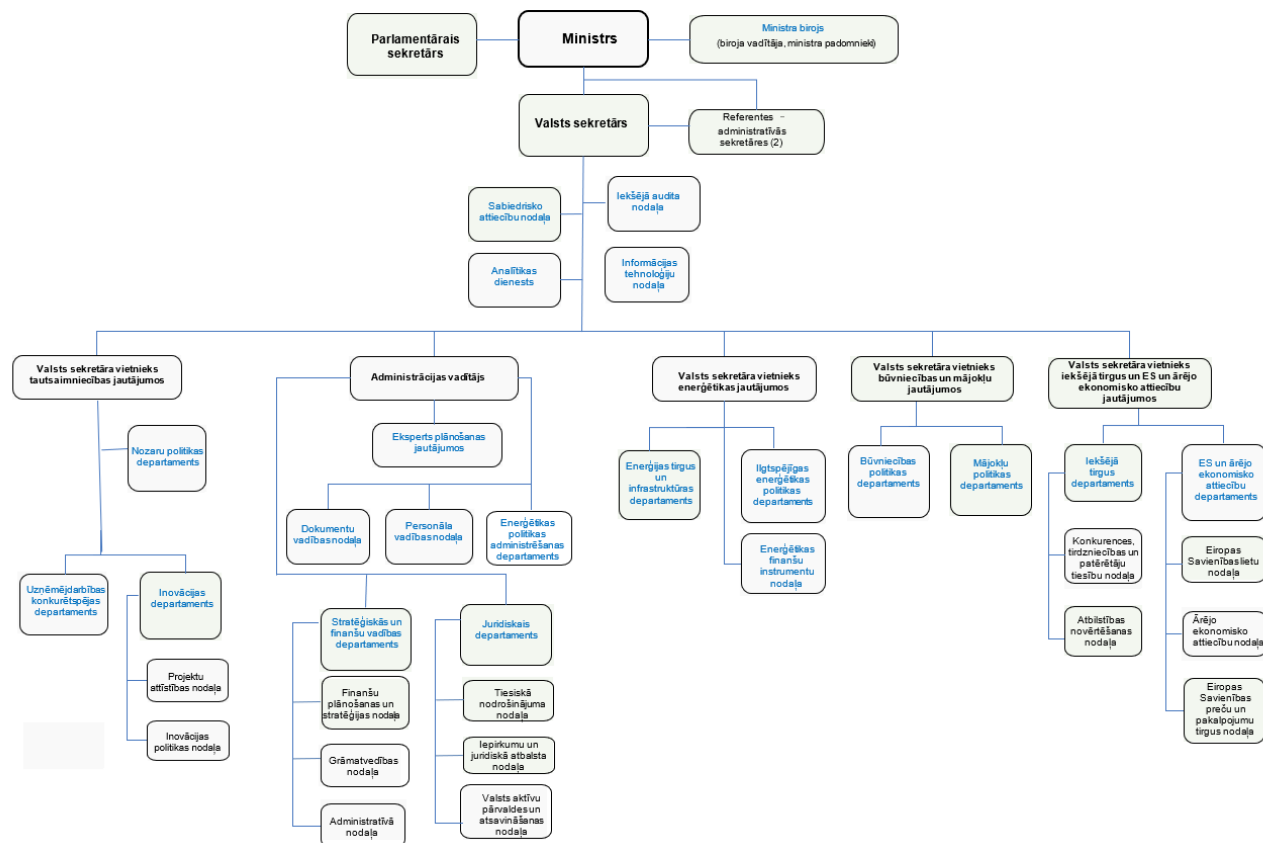 Parlamentārais
sekretārs
Ministrs
Ministra birojs
(biroja vadītāja, ministra padomnieki)
Valsts sekretārs
Referentes –
administratīvās
sekretāres (2)
Sabiedrisko
attiecību nodaļa
Iekšējā audita
nodaļa
Analītikas
dienests
Informācijas
tehnoloģiju
nodaļa
Valsts sekretāra vietnieks
tautsaimniecības jautājumos
Administrācijas vadītājs
Valsts sekretāra vietnieks
enerģētikas jautājumos
Valsts sekretāra vietnieks
būvniecības un mājokļu
jautājumos
Valsts sekretāra vietnieks
iekšējā tirgus un ES un ārējo
ekonomisko attiecību
jautājumos
Nozaru politikas
departaments
Uzņēmējdarbības
konkurētspējas
departaments
Inovācijas
departaments
Projektu
attīstības nodaļa
Inovācijas
politikas nodaļa
Eksperts plānošanas
jautājumos
Dokumentu
vadības nodaļa
Personāla
vadības nodaļa
Enerģētikas
politikas
administrēšanas
departaments
Stratēģiskās un
finanšu vadības
departaments
Finanšu
plānošanas un
stratēģijas nodaļa
Grāmatvedības
nodaļa
Administratīvā
nodaļa
Juridiskais
departaments
Tiesiskā
nodrošinājuma
nodaļa
Iepirkumu un
juridiskā atbalsta
nodaļa
Valsts aktīvu
pārvaldes un
atsavināšanas
nodaļa
Enerģijas tirgus
un
infrastruktūras
departaments
Ilgtspējīgas
enerģētikas
politikas
departaments
Enerģētikas
finanšu
instrumentu
nodaļa
Būvniecības
politikas
departaments
Mājokļu
politikas
departaments
Iekšējā
tirgus
departaments
Konkurences,
tirdzniecības un
patērētāju
tiesību nodaļa
Atbilstības
novērtēšanas
nodaļa
ES un ārējo
ekonomisko
attiecību
departaments
Eiropas
Savienības lietu
nodaļa
Ārējo
ekonomisko
attiecību nodaļa
Eiropas
Savienības
preču un
pakalpojumu
tirgus nodaļa